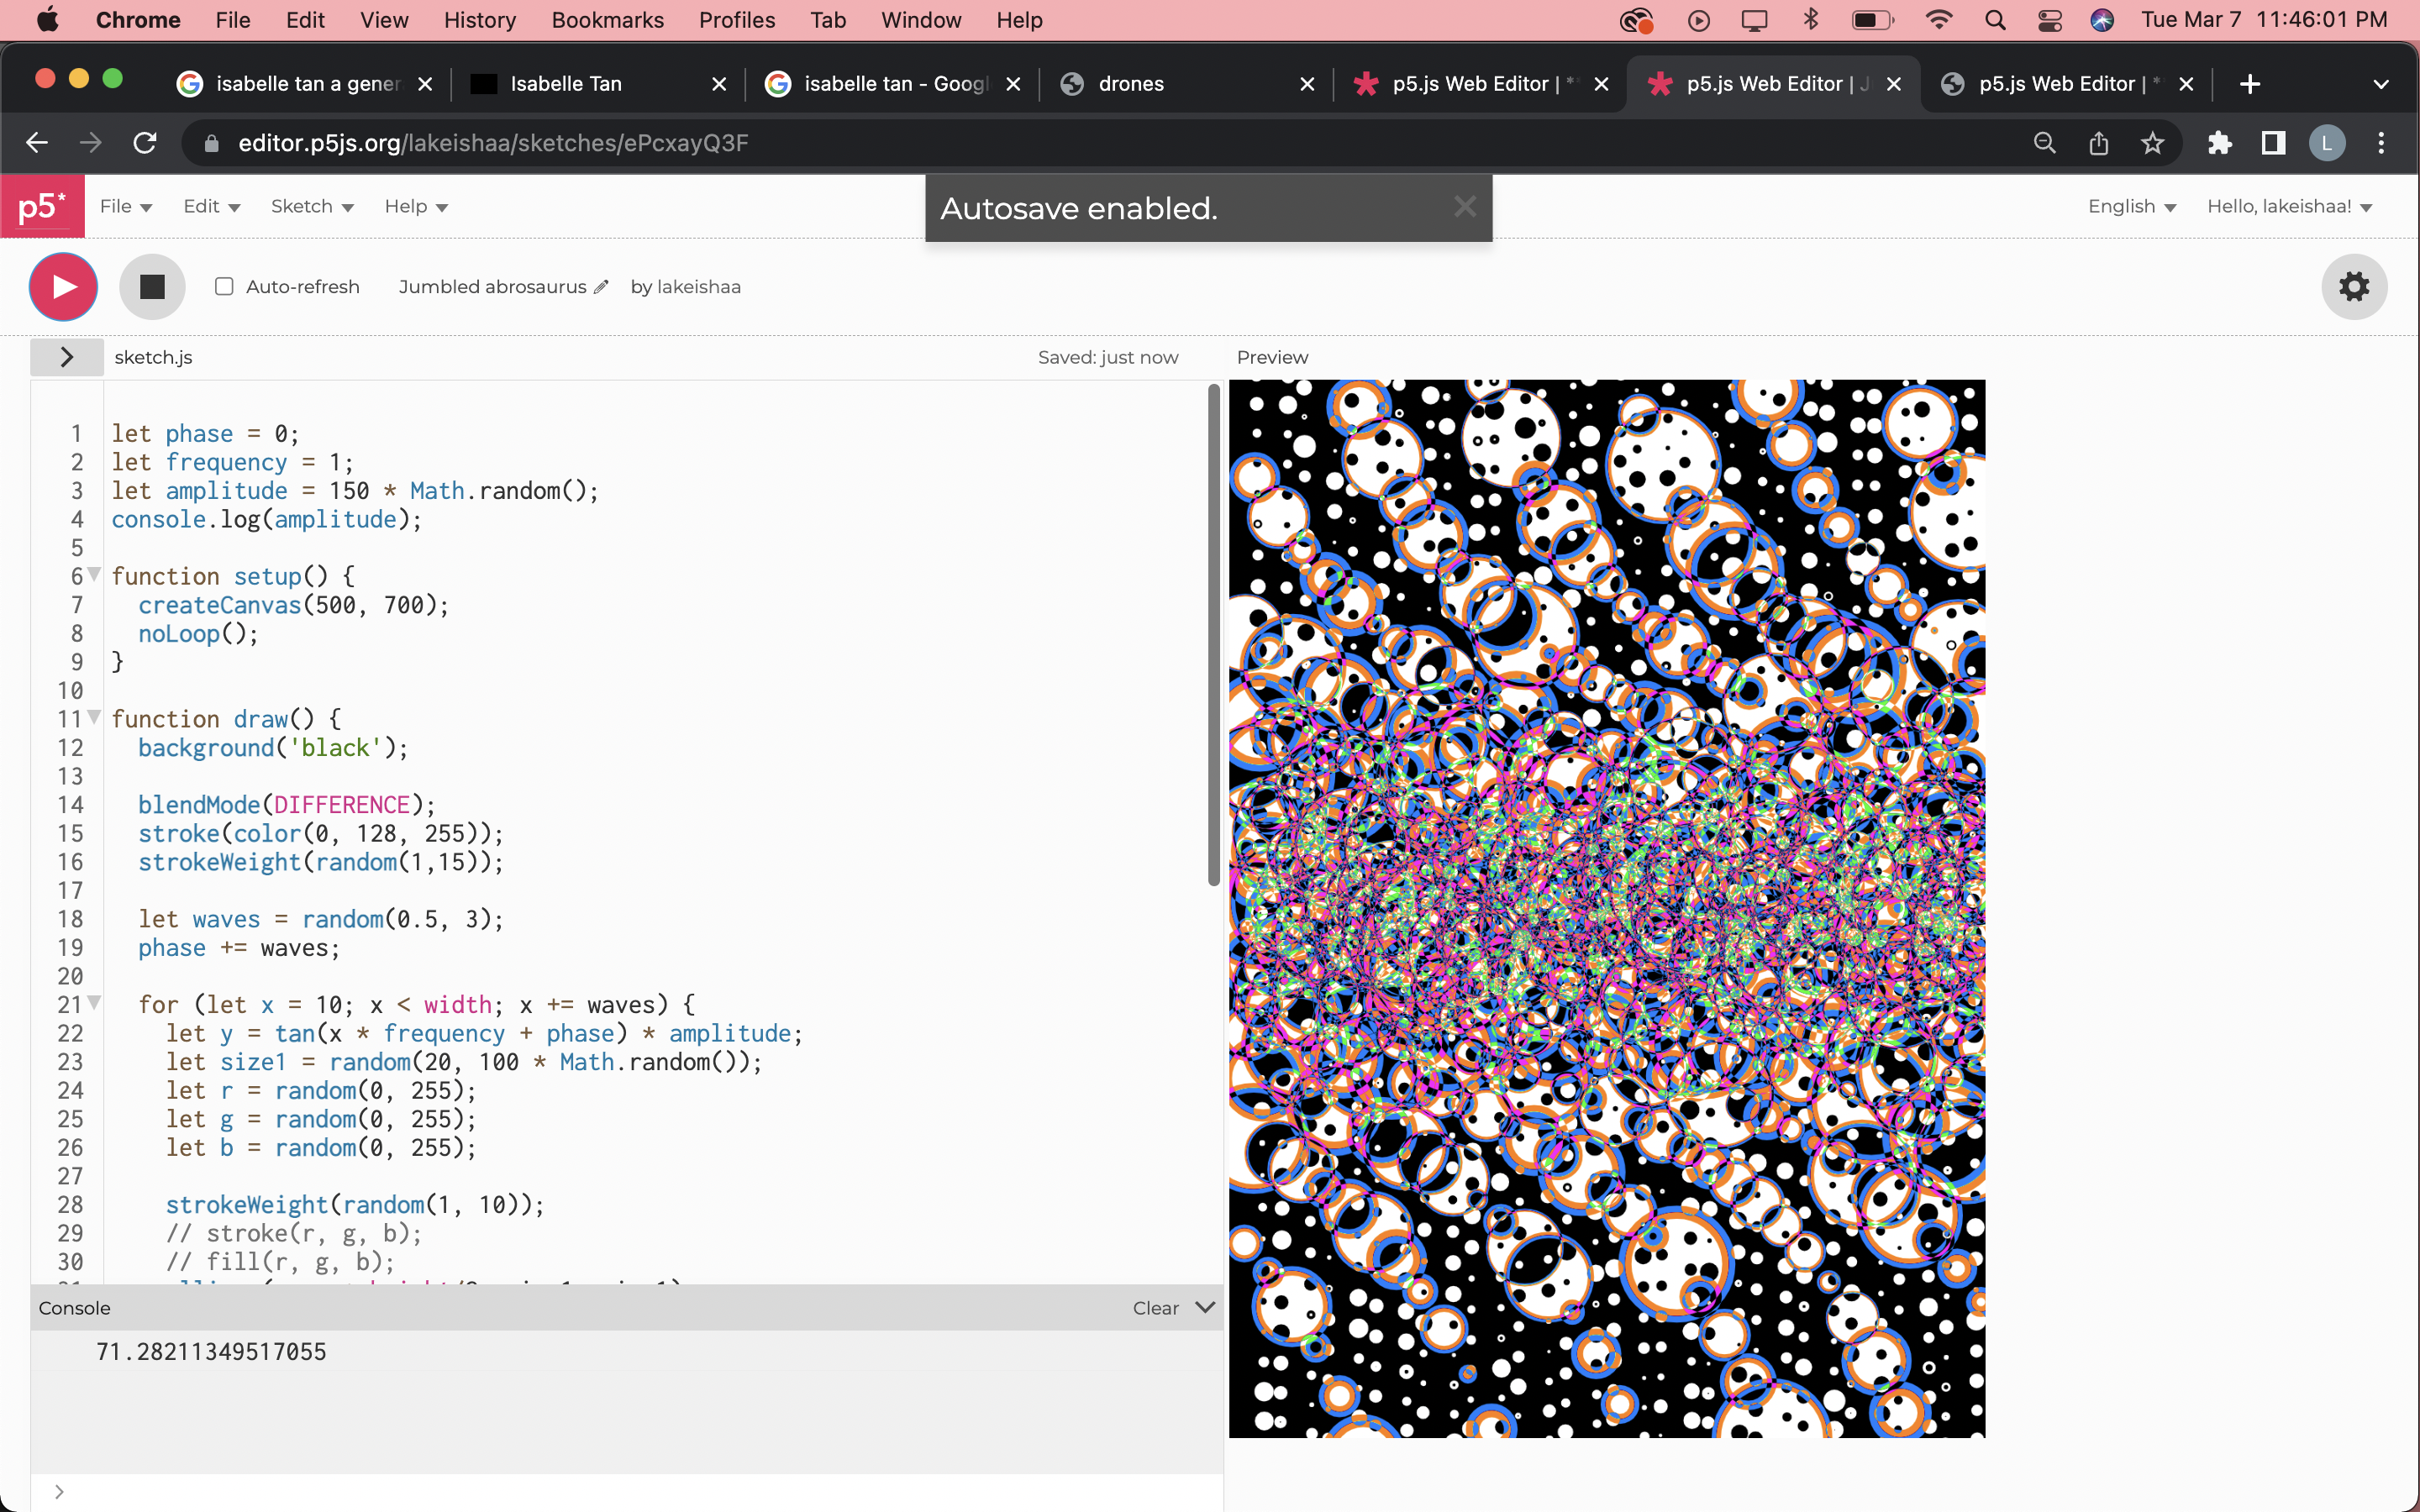 Chrome File Edit View History Bookmarks Profiles Tab Window Help Tue Mar 7 11:46:01 PM
isabelle tan a gener Isabelle Tan isabelle tan - Googl drones p5.js Web Editor | * p5.js Web Editor | J p5.js Web Editor | *
editor.p5js.org/lakeishaa/sketches/ePcxayQ3F L
p5* File Edit Sketch Help Autosave enabled. English Hello, lakeishaa!
Auto-refresh Jumbled abrosaurus by lakeishaa
sketch.js Saved: just now Preview
1 let phase = 0;
2 let frequency = 1;
3 let amplitude = 150 * Math.random();
4 console.log(amplitude);
5
6 function setup() {
7 createCanvas(500, 700);
8 noLoop();
9 }
10
11 function draw() {
12 background('black');
13
14 blendMode(DIFFERENCE);
15 stroke(color(0, 128, 255));
16 strokeWeight(random(1,15));
17
18 let waves = random(0.5, 3);
19 phase += waves;
20
21 for (let x = 10; x < width; x += waves) {
22 let y = tan(x * frequency + phase) * amplitude;
23 let size1 = random(20, 100 * Math.random());
24 let r = random(0, 255);
25 let g = random(0, 255);
26 let b = random(0, 255);
27
28 strokeWeight(random(1, 10));
29 // stroke(r, g, b);
30 // fill(r, g, b);
Console Clear
71.28211349517055